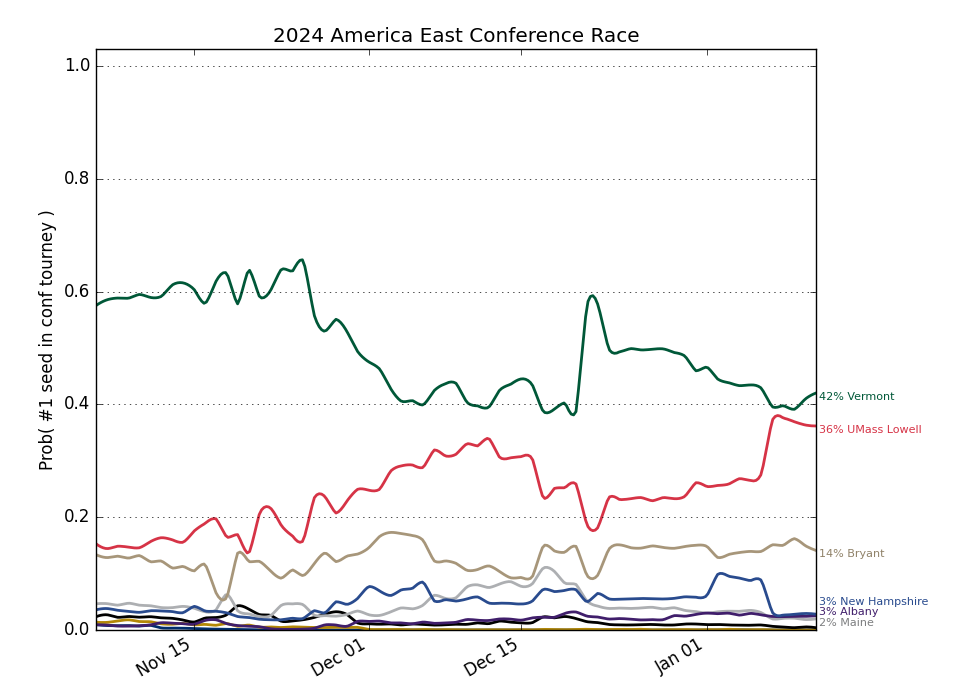 2024 America East Conference Race
Prob( #1 seed in conf tourney )
1.0
0.8
0.6
0.4
0.2
0.0
42% Vermont
36% UMass Lowell
14% Bryant
3% New Hampshire
3% Albany
2% Maine
Nov 15
Dec 01
Dec 15
Jan 01